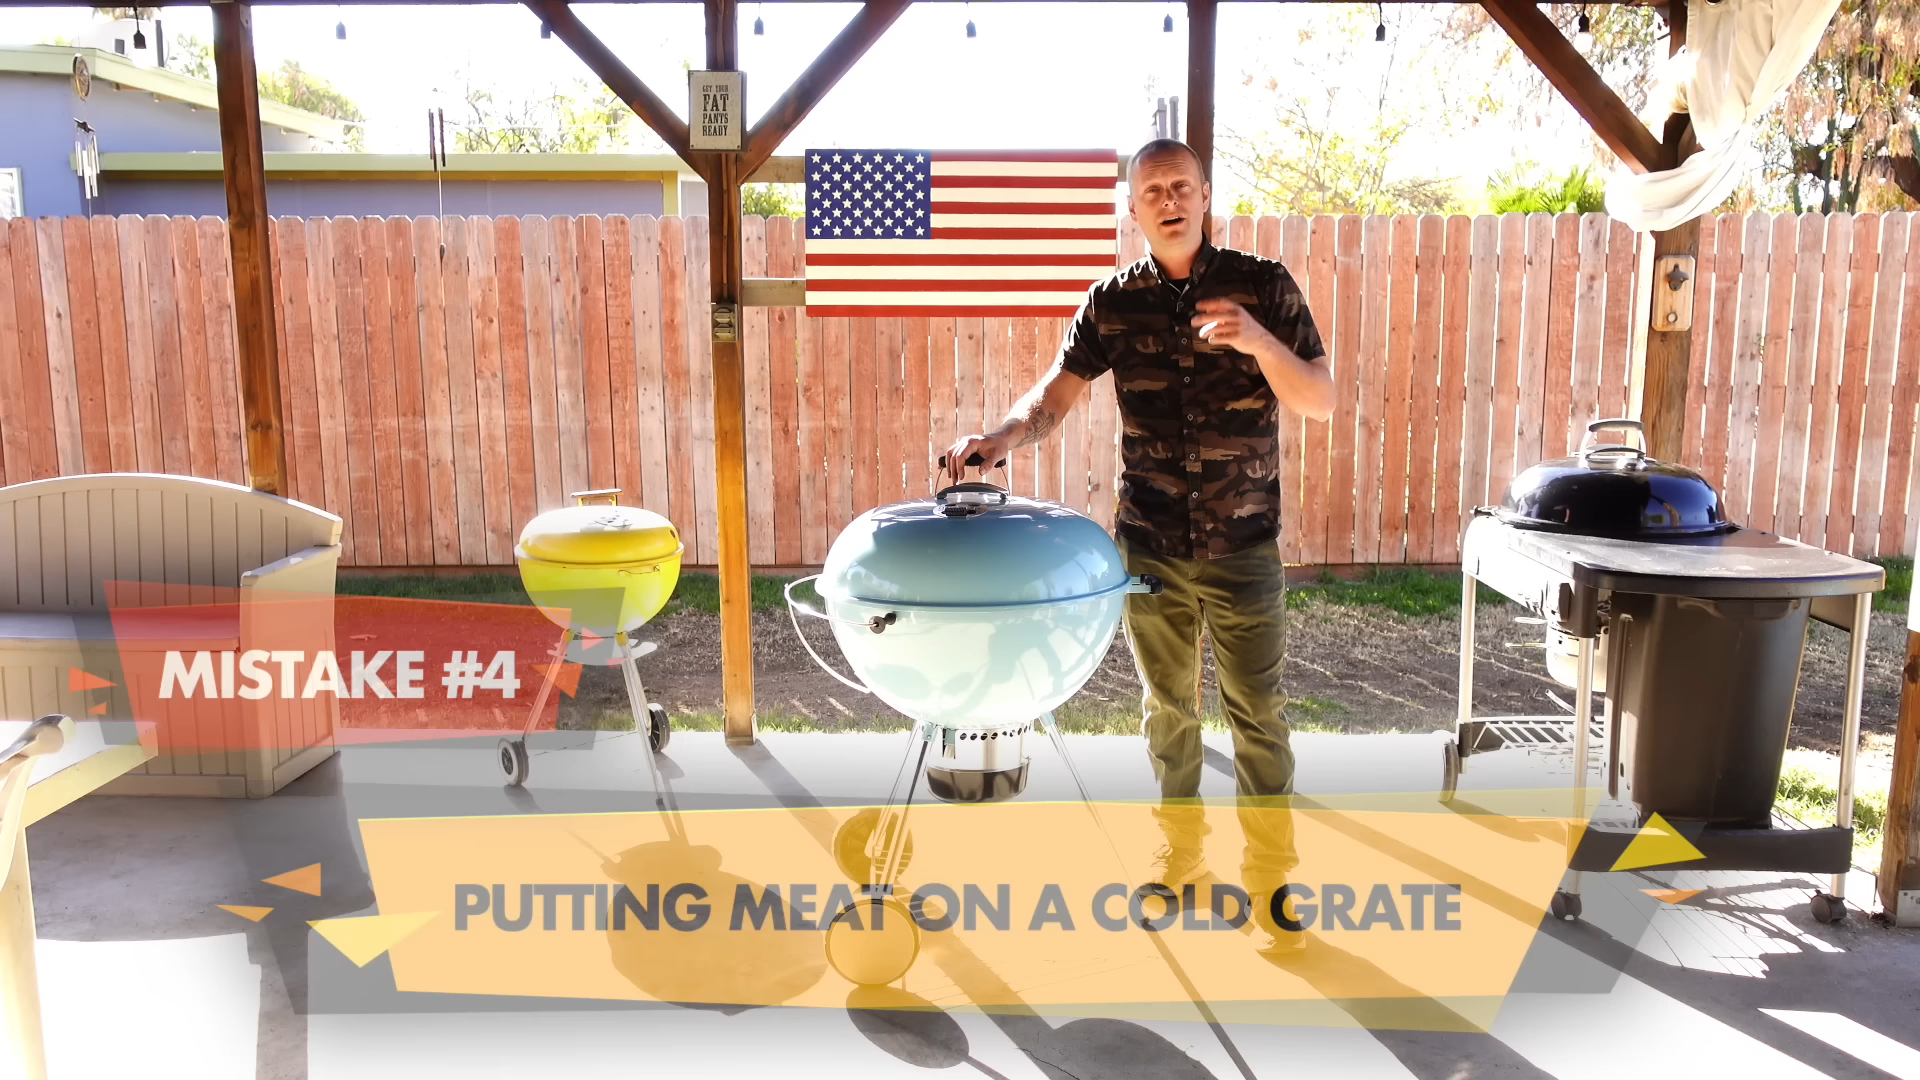 GET YOUR
FAT
PANTS
READY
MISTAKE #4
PUTTING MEAT ON A COLD GRATE